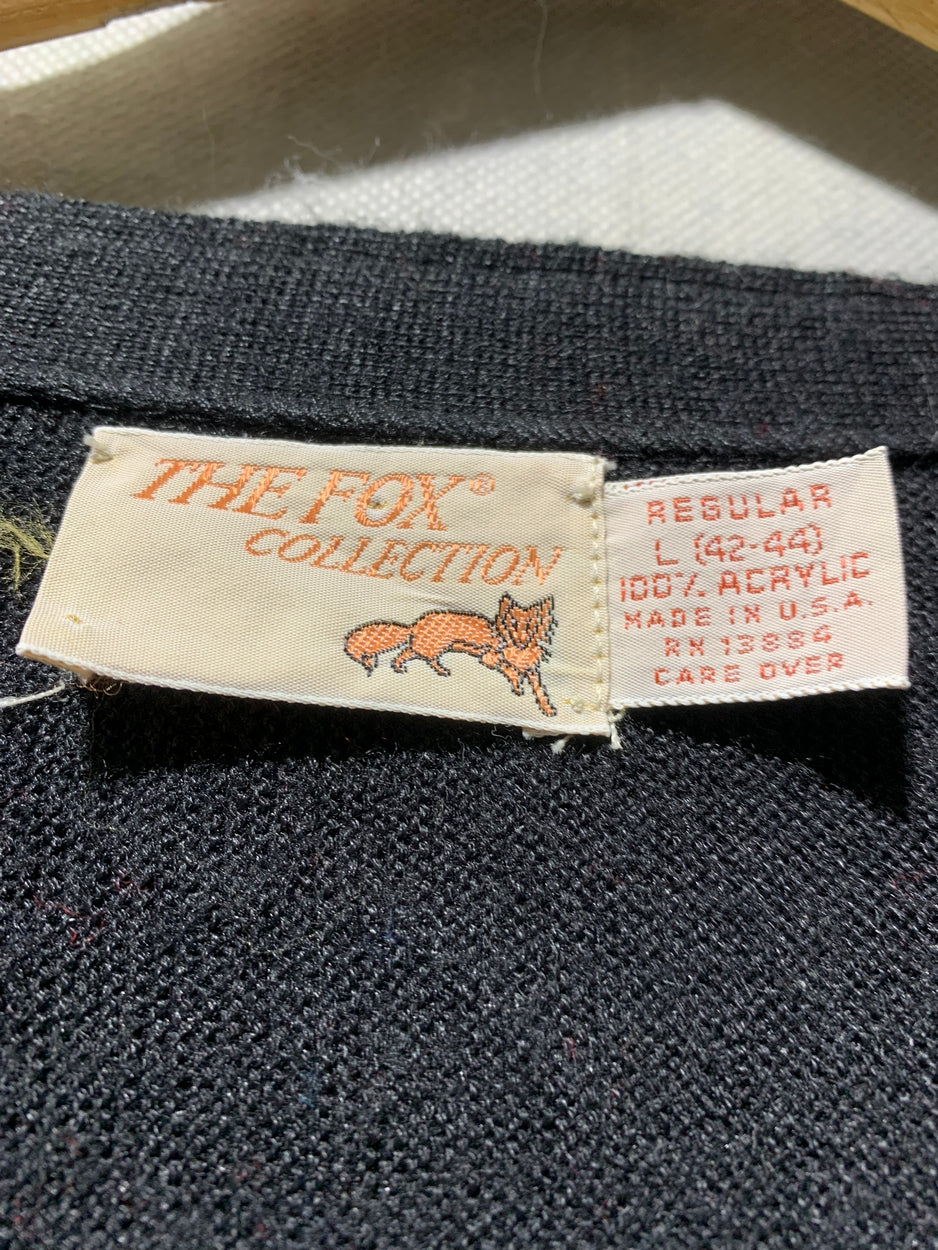 THE FOX®
COLLECTION
REGULAR
L (42-44)
100% ACRYLIC
MADE IN U.S.A.
RN 13884
CARE OVER